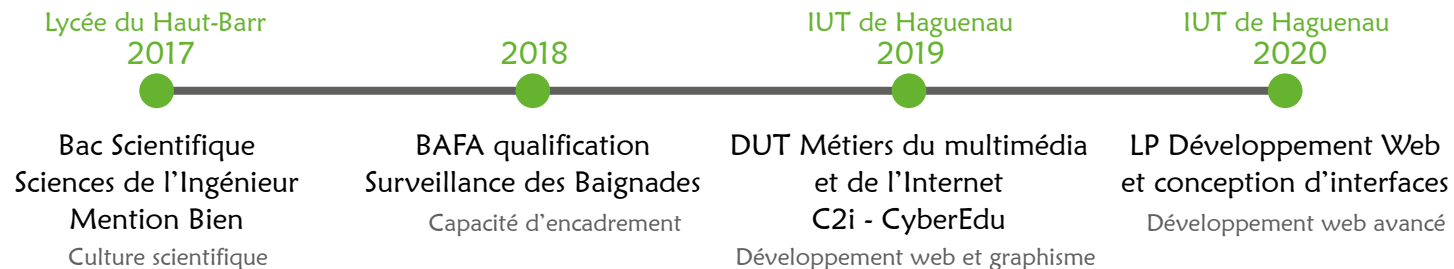 Lycée du Haut-Barr
2017
Bac Scientifique
Sciences de l'Ingénieur
Mention Bien
Culture scientifique
2018
BAFA qualification
Surveillance des Baignades
Capacité d'encadrement
IUT de Haguenau
2019
DUT Métiers du multimédia
et de l'Internet
C2i - CyberEdu
Développement web et graphisme
IUT de Haguenau
2020
LP Développement Web
et conception d'interfaces
Développement web avancé